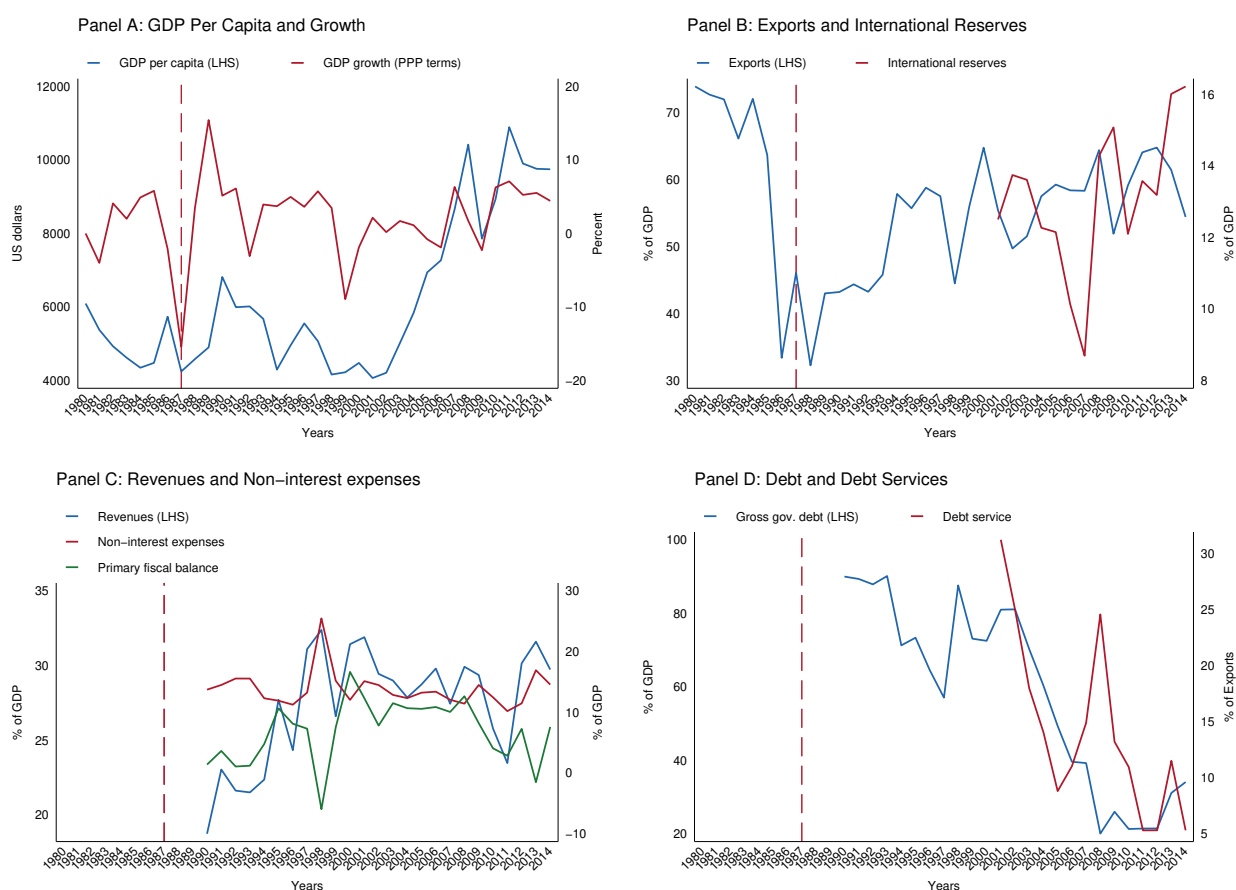 Panel A: GDP Per Capita and Growth
GDP per capita (LHS) GDP growth (PPP terms)
12000
10000
8000
6000
4000
US dollars
20
10
0
−10
−20
Percent
1980 1981 1982 1983 1984 1985 1986 1987 1988 1989 1990 1991 1992 1993 1994 1995 1996 1997 1998 1999 2000 2001 2002 2003 2004 2005 2006 2007 2008 2009 2010 2011 2012 2013 2014
Years
Panel B: Exports and International Reserves
Exports (LHS) International reserves
70
60
50
40
30
% of GDP
16
14
12
10
8
% of GDP
1980 1981 1982 1983 1984 1985 1986 1987 1988 1989 1990 1991 1992 1993 1994 1995 1996 1997 1998 1999 2000 2001 2002 2003 2004 2005 2006 2007 2008 2009 2010 2011 2012 2013 2014
Years
Panel C: Revenues and Non−interest expenses
Revenues (LHS)
Non−interest expenses
Primary fiscal balance
35
30
25
20
% of GDP
30
20
10
0
−10
% of GDP
1980 1981 1982 1983 1984 1985 1986 1987 1988 1989 1990 1991 1992 1993 1994 1995 1996 1997 1998 1999 2000 2001 2002 2003 2004 2005 2006 2007 2008 2009 2010 2011 2012 2013 2014
Years
Panel D: Debt and Debt Services
Gross gov. debt (LHS) Debt service
100
80
60
40
20
% of GDP
30
25
20
15
10
5
% of Exports
1980 1981 1982 1983 1984 1985 1986 1987 1988 1989 1990 1991 1992 1993 1994 1995 1996 1997 1998 1999 2000 2001 2002 2003 2004 2005 2006 2007 2008 2009 2010 2011 2012 2013 2014
Years